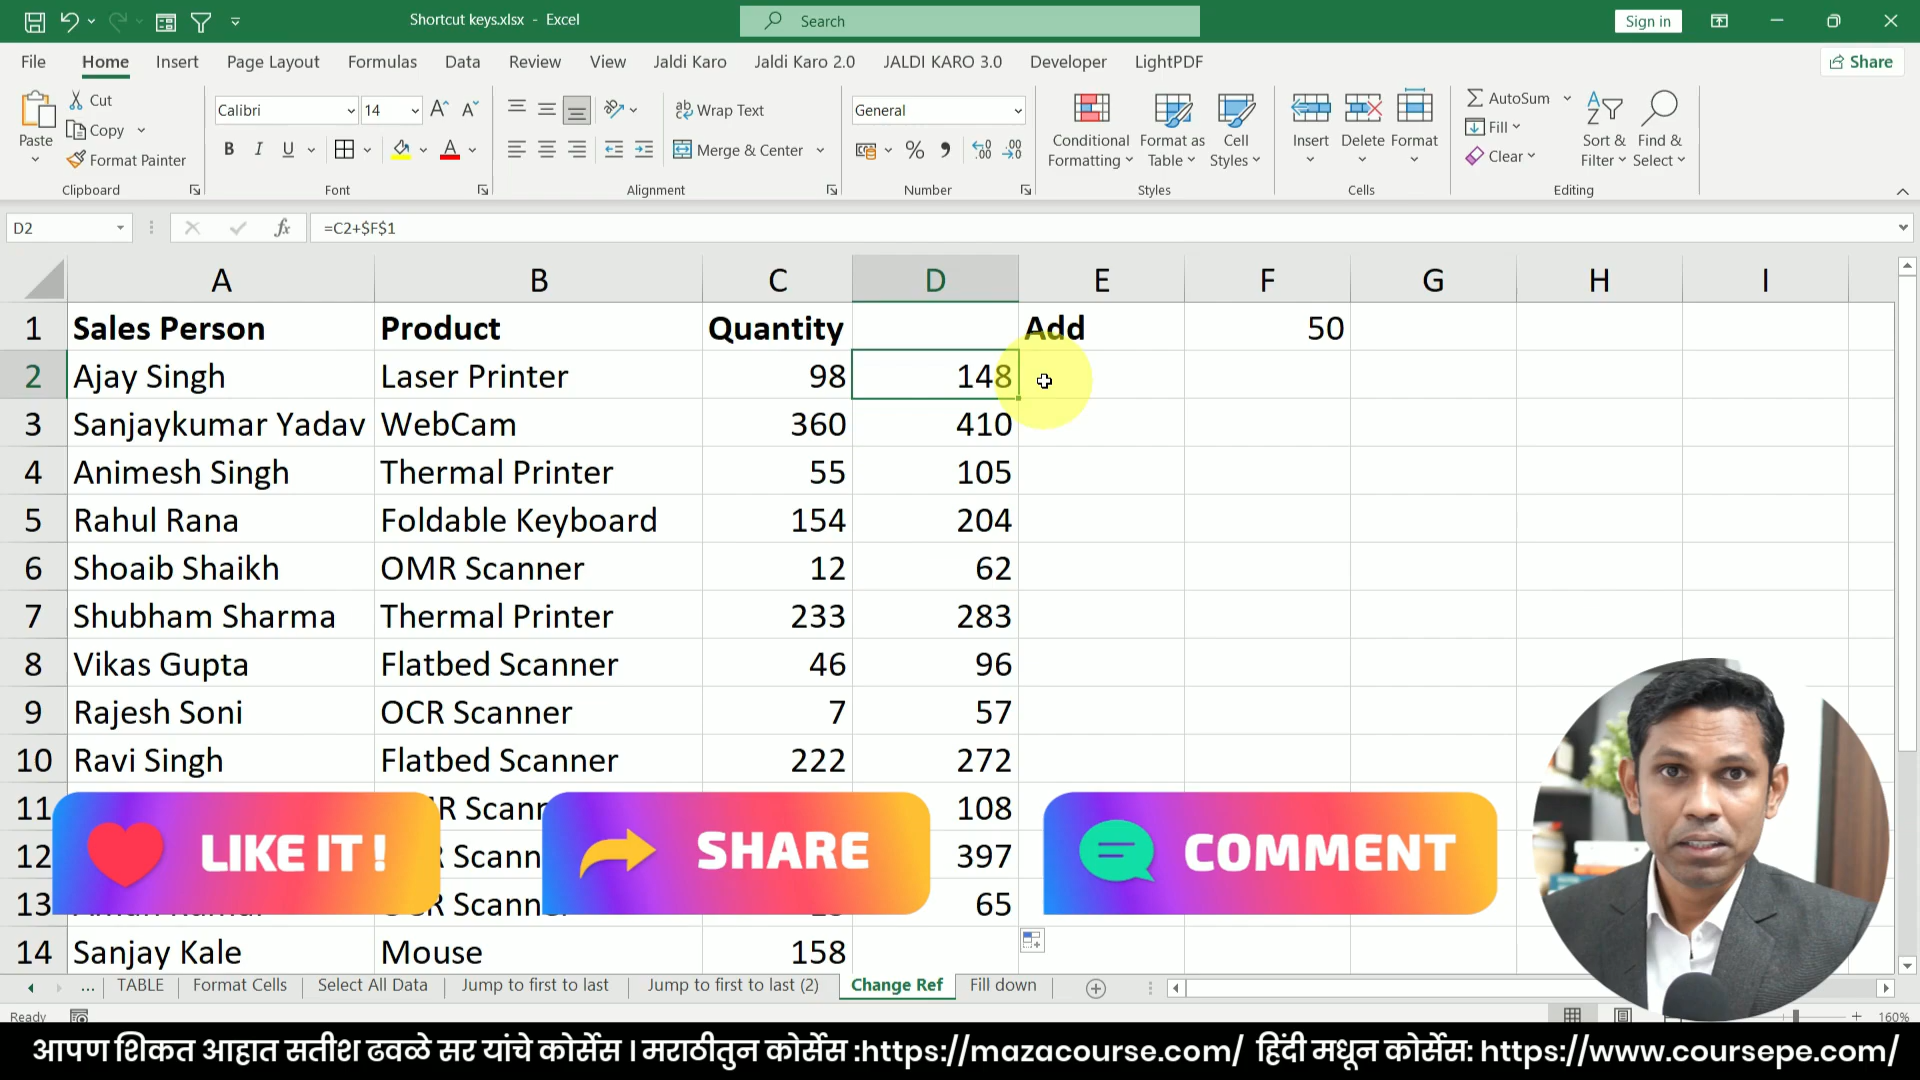 Shortcut keys.xlsx - Excel
Search
Sign in
File Home Insert Page Layout Formulas Data Review View Jaldi Karo Jaldi Karo 2.0 JALDI KARO 3.0 Developer LightPDF
Share
Paste
Cut
Copy
Format Painter
Clipboard
Calibri 14
B I U
Font
Wrap Text
Merge & Center
Alignment
General
Number
Conditional Formatting
Format as Table
Cell Styles
Styles
Insert Delete Format
Cells
AutoSum
Fill
Clear
Sort & Filter
Find & Select
Editing
D2 fx =C2+$F$1
A B C D E F G H I
1 Sales Person Product Quantity Add 50
2 Ajay Singh Laser Printer 98 148
3 Sanjaykumar Yadav WebCam 360 410
4 Animesh Singh Thermal Printer 55 105
5 Rahul Rana Foldable Keyboard 154 204
6 Shoaib Shaikh OMR Scanner 12 62
7 Shubham Sharma Thermal Printer 233 283
8 Vikas Gupta Flatbed Scanner 46 96
9 Rajesh Soni OCR Scanner 7 57
10 Ravi Singh Flatbed Scanner 222 272
11 108
12 397
13 65
LIKE IT !
SHARE
COMMENT
14 Sanjay Kale Mouse 158
... TABLE Format Cells Select All Data Jump to first to last Jump to first to last (2) Change Ref Fill down
Ready
160%
आपण शिकत आहात सतीश ढवळे सर यांचे कोर्सेस । मराठीतुन कोर्सेस :https://mazacourse.com/ हिंदी मधून कोर्सेस: https://www.coursepe.com/